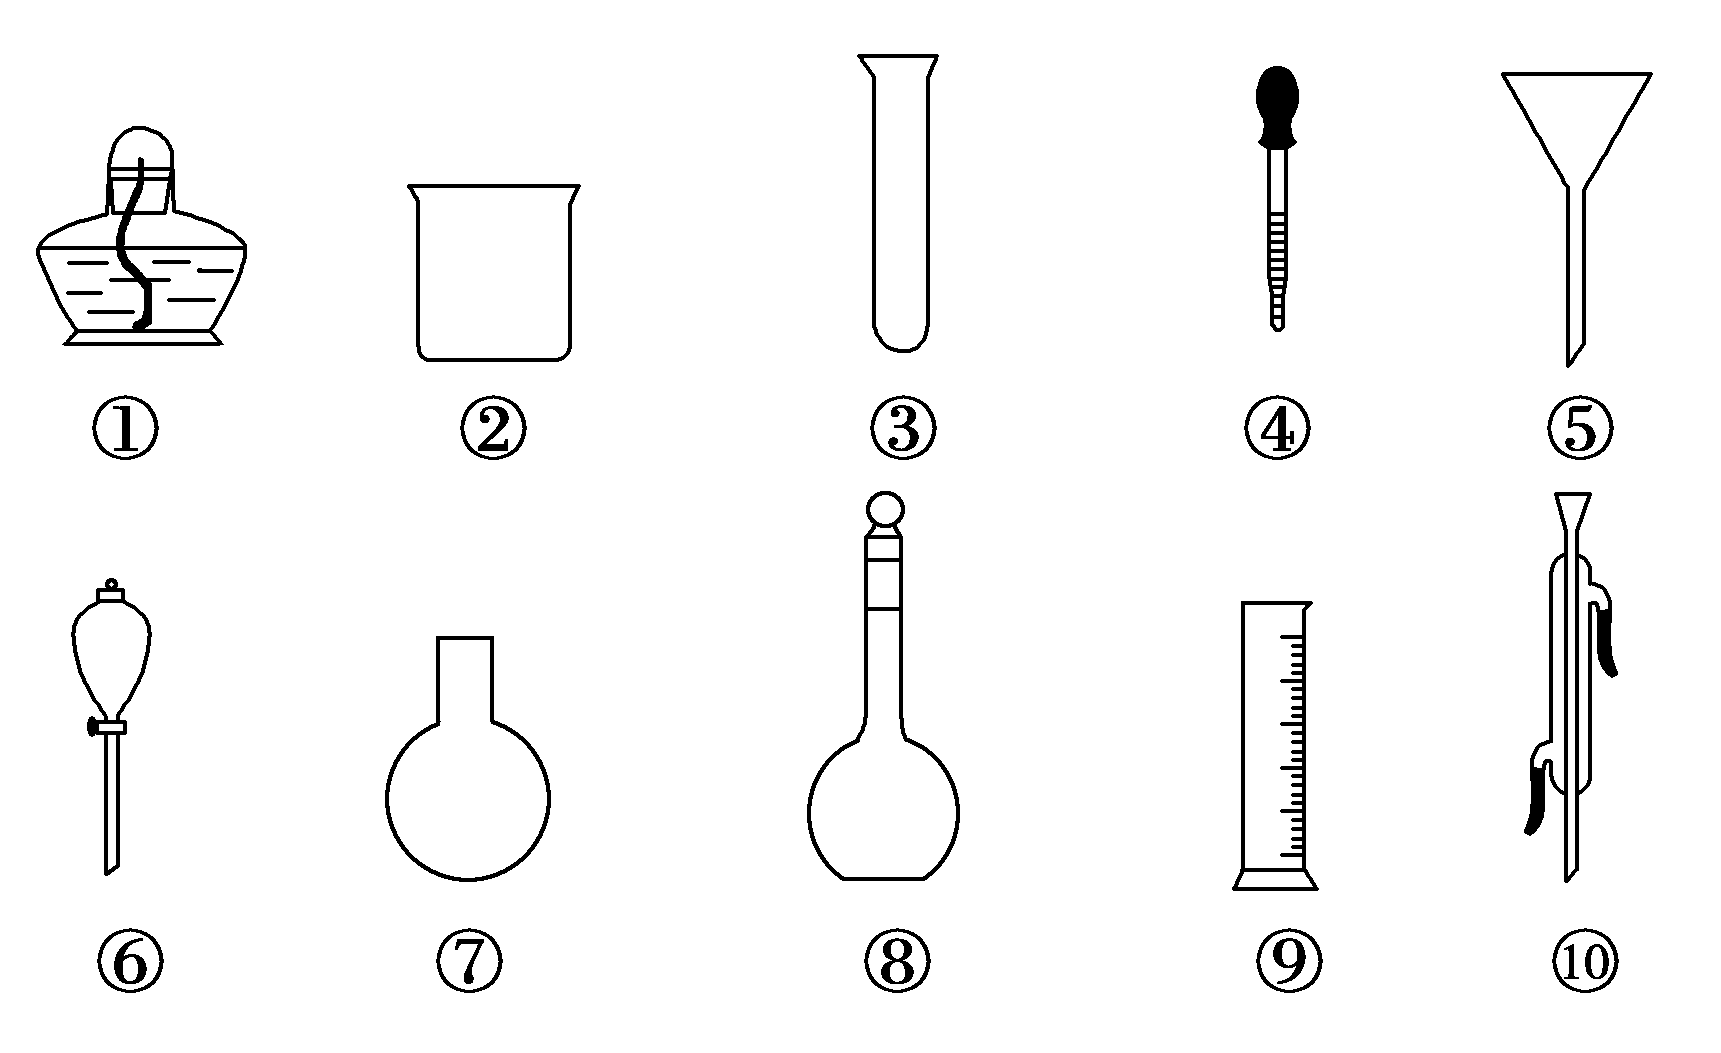 ① ② ③ ④ ⑤
⑥ ⑦ ⑧ ⑨ ⑩